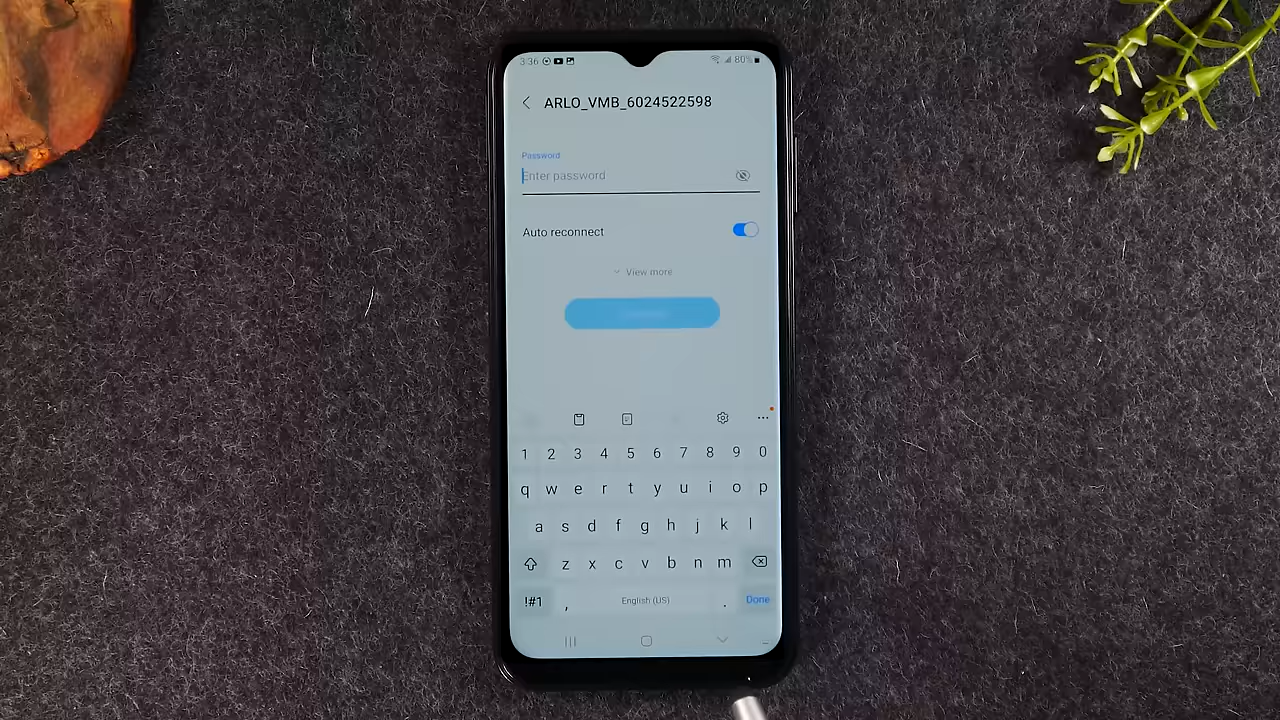 3:36 80%
ARLO_VMB_6024522598
Password
Enter password
Auto reconnect
View more
1 2 3 4 5 6 7 8 9 0
q w e r t y u i o p
a s d f g h j k l
z x c v b n m
!#1 , English (US) . Done